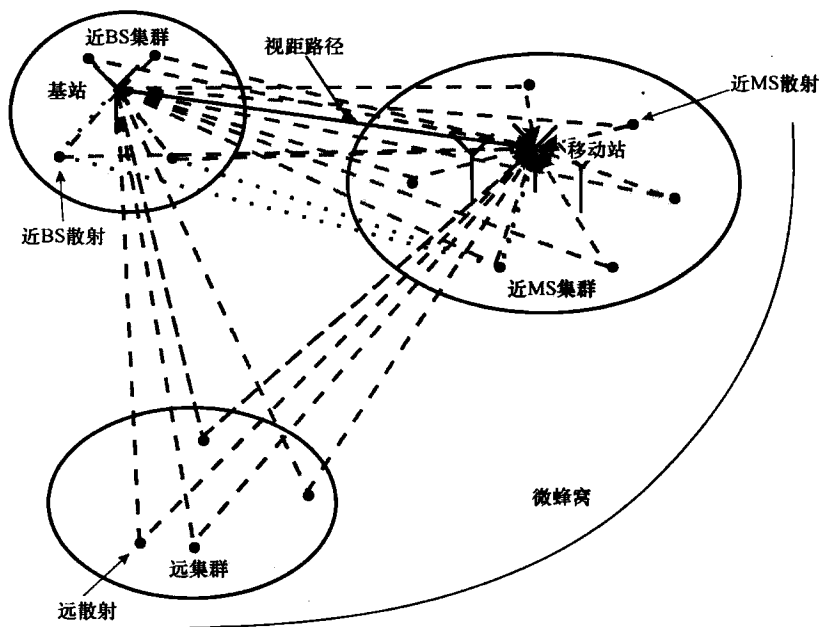 近BS集群
视距路径
基站
近MS散射
移动站
近BS散射
近MS集群
微蜂窝
远集群
远散射